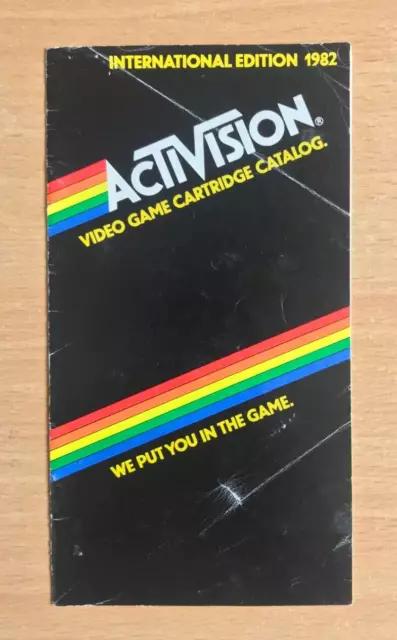 INTERNATIONAL EDITION 1982
ACTIVISION®
VIDEO GAME CARTRIDGE CATALOG.
WE PUT YOU IN THE GAME.